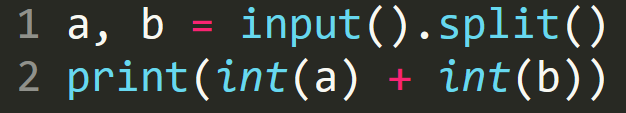 1 a, b = input().split()
2 print(int(a) + int(b))